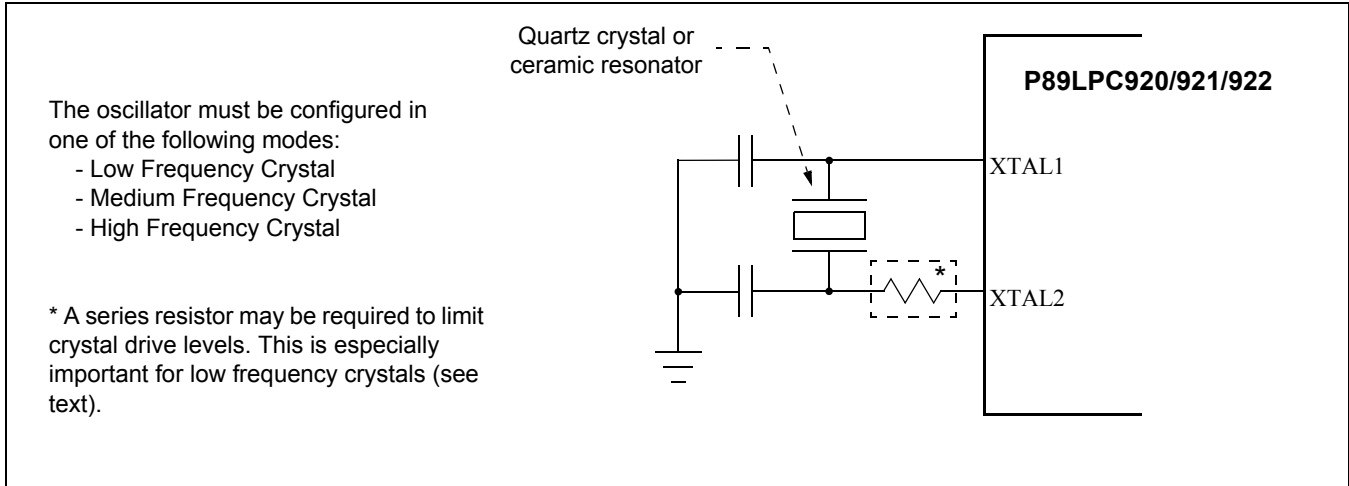 Quartz crystal or
ceramic resonator
P89LPC920/921/922
The oscillator must be configured in
one of the following modes:
- Low Frequency Crystal
- Medium Frequency Crystal
- High Frequency Crystal
XTAL1
*
XTAL2
* A series resistor may be required to limit
crystal drive levels. This is especially
important for low frequency crystals (see
text).